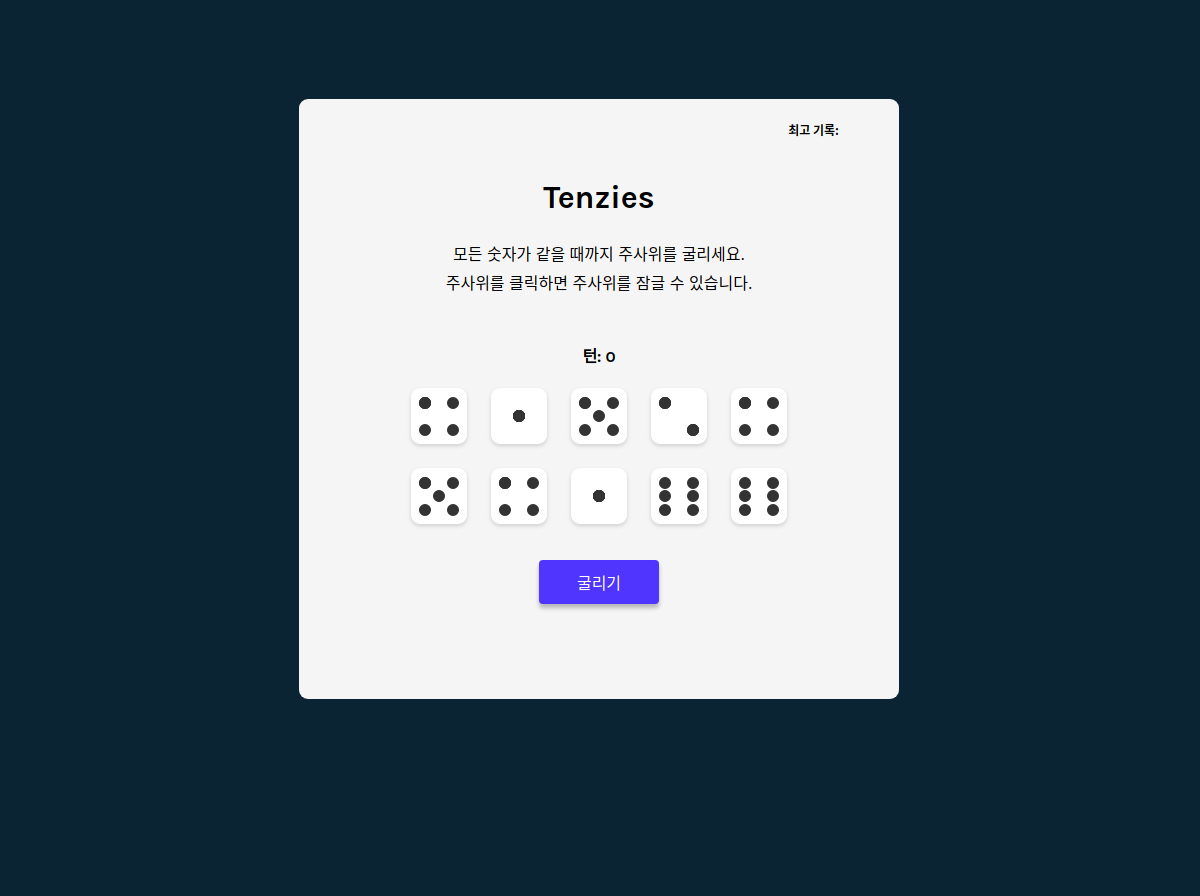 최고 기록:
Tenzies
모든 숫자가 같을 때까지 주사위를 굴리세요.
주사위를 클릭하면 주사위를 잠글 수 있습니다.
턴: 0
굴리기